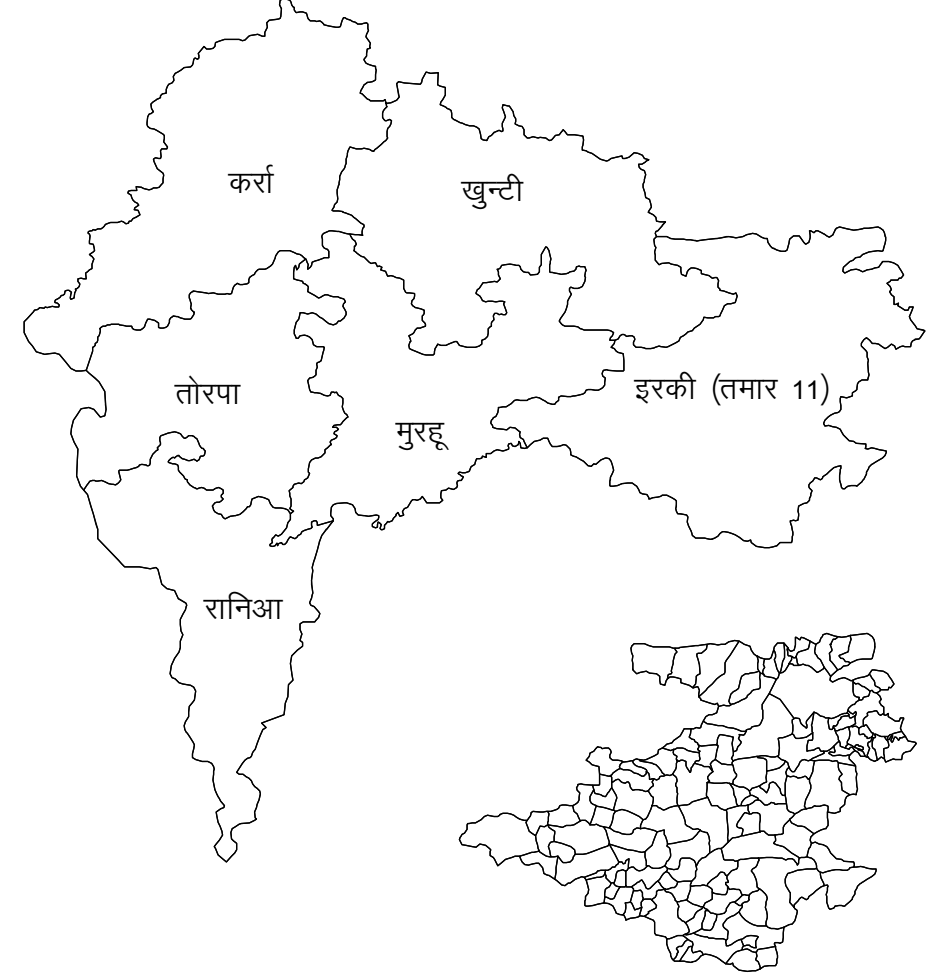 कर्रा
खुन्टी
तोरपा
इरकी (तमार 11)
मुरहू
रानिआ